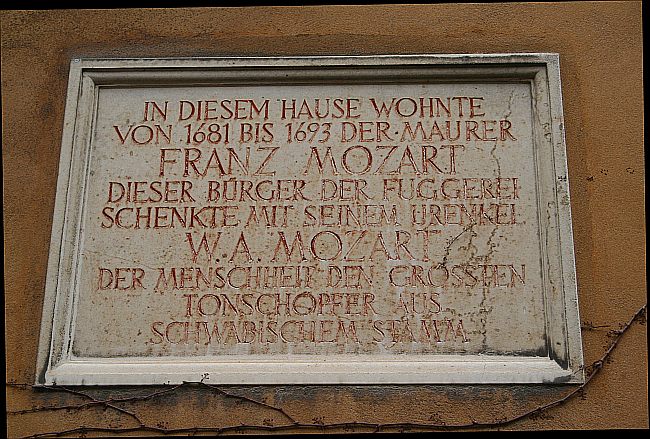 IN DIESEM HAUSE WOHNTE
VON 1681 BIS 1693 DER MAURER
FRANZ MOZART
DIESER BÜRGER DER FUGGEREI
SCHENKTE MIT SEINEM URENKEL
W. A. MOZART
DER MENSCHHEIT DEN GRÖSSTEN
TONSCHÖPFER AUS
SCHWÄBISCHEM STAMM